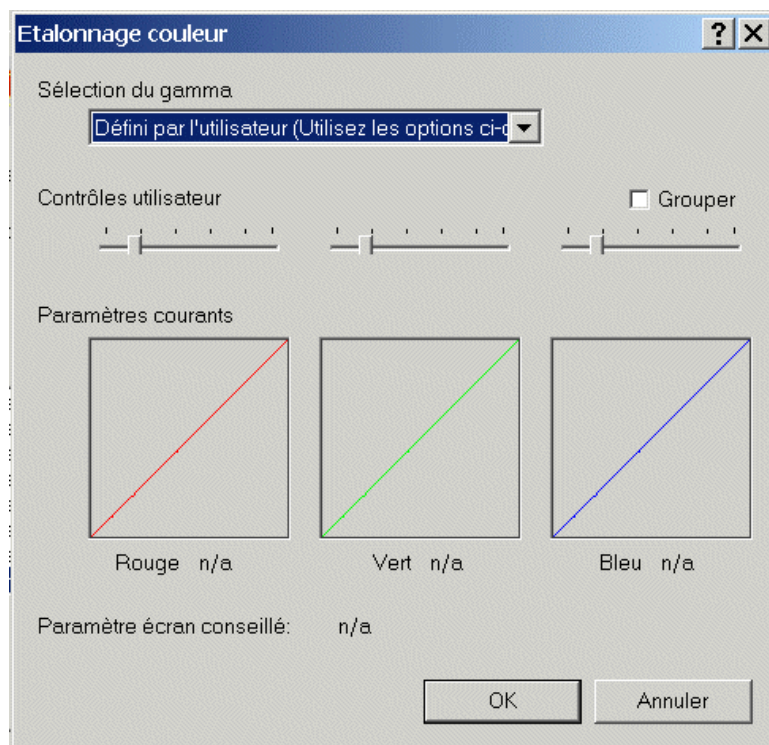 Etalonnage couleur
Sélection du gamma
Défini par l'utilisateur (Utilisez les options ci-
Contrôles utilisateur
Grouper
Paramètres courants
Rouge n/a
Vert n/a
Bleu n/a
Paramètre écran conseillé: n/a
OK
Annuler